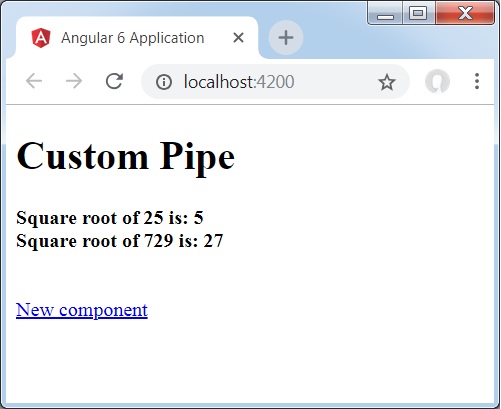 Angular 6 Application
localhost:4200
Custom Pipe
Square root of 25 is: 5
Square root of 729 is: 27
New component